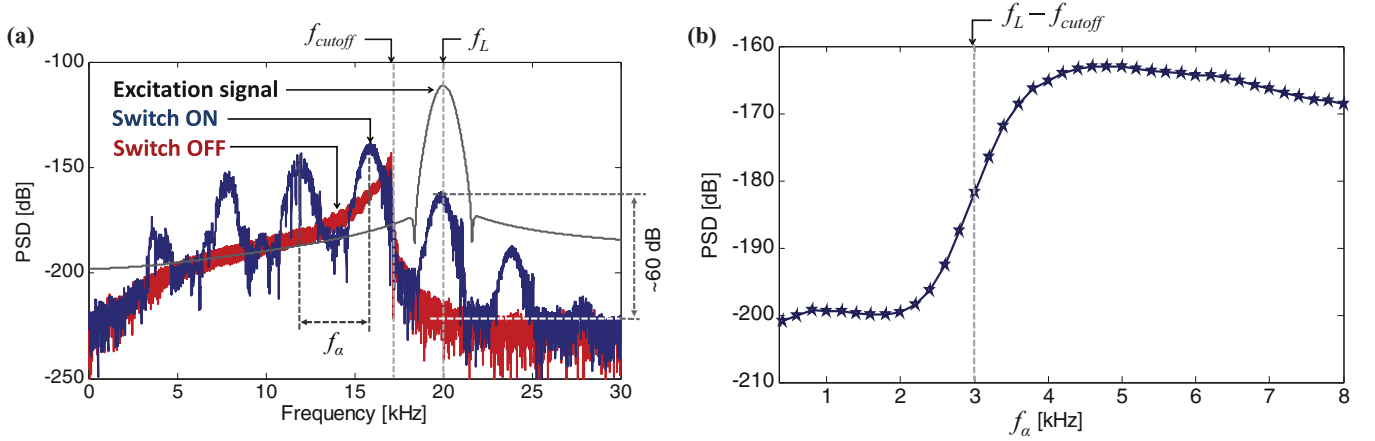 (a)
f_cutoff
f_L
-100
-150
-200
-250
PSD [dB]
Excitation signal
Switch ON
Switch OFF
f_α
~60 dB
0 5 10 15 20 25 30
Frequency [kHz]
(b)
f_L − f_cutoff
-160
-170
-180
-190
-200
-210
PSD [dB]
1 2 3 4 5 6 7 8
f_α [kHz]